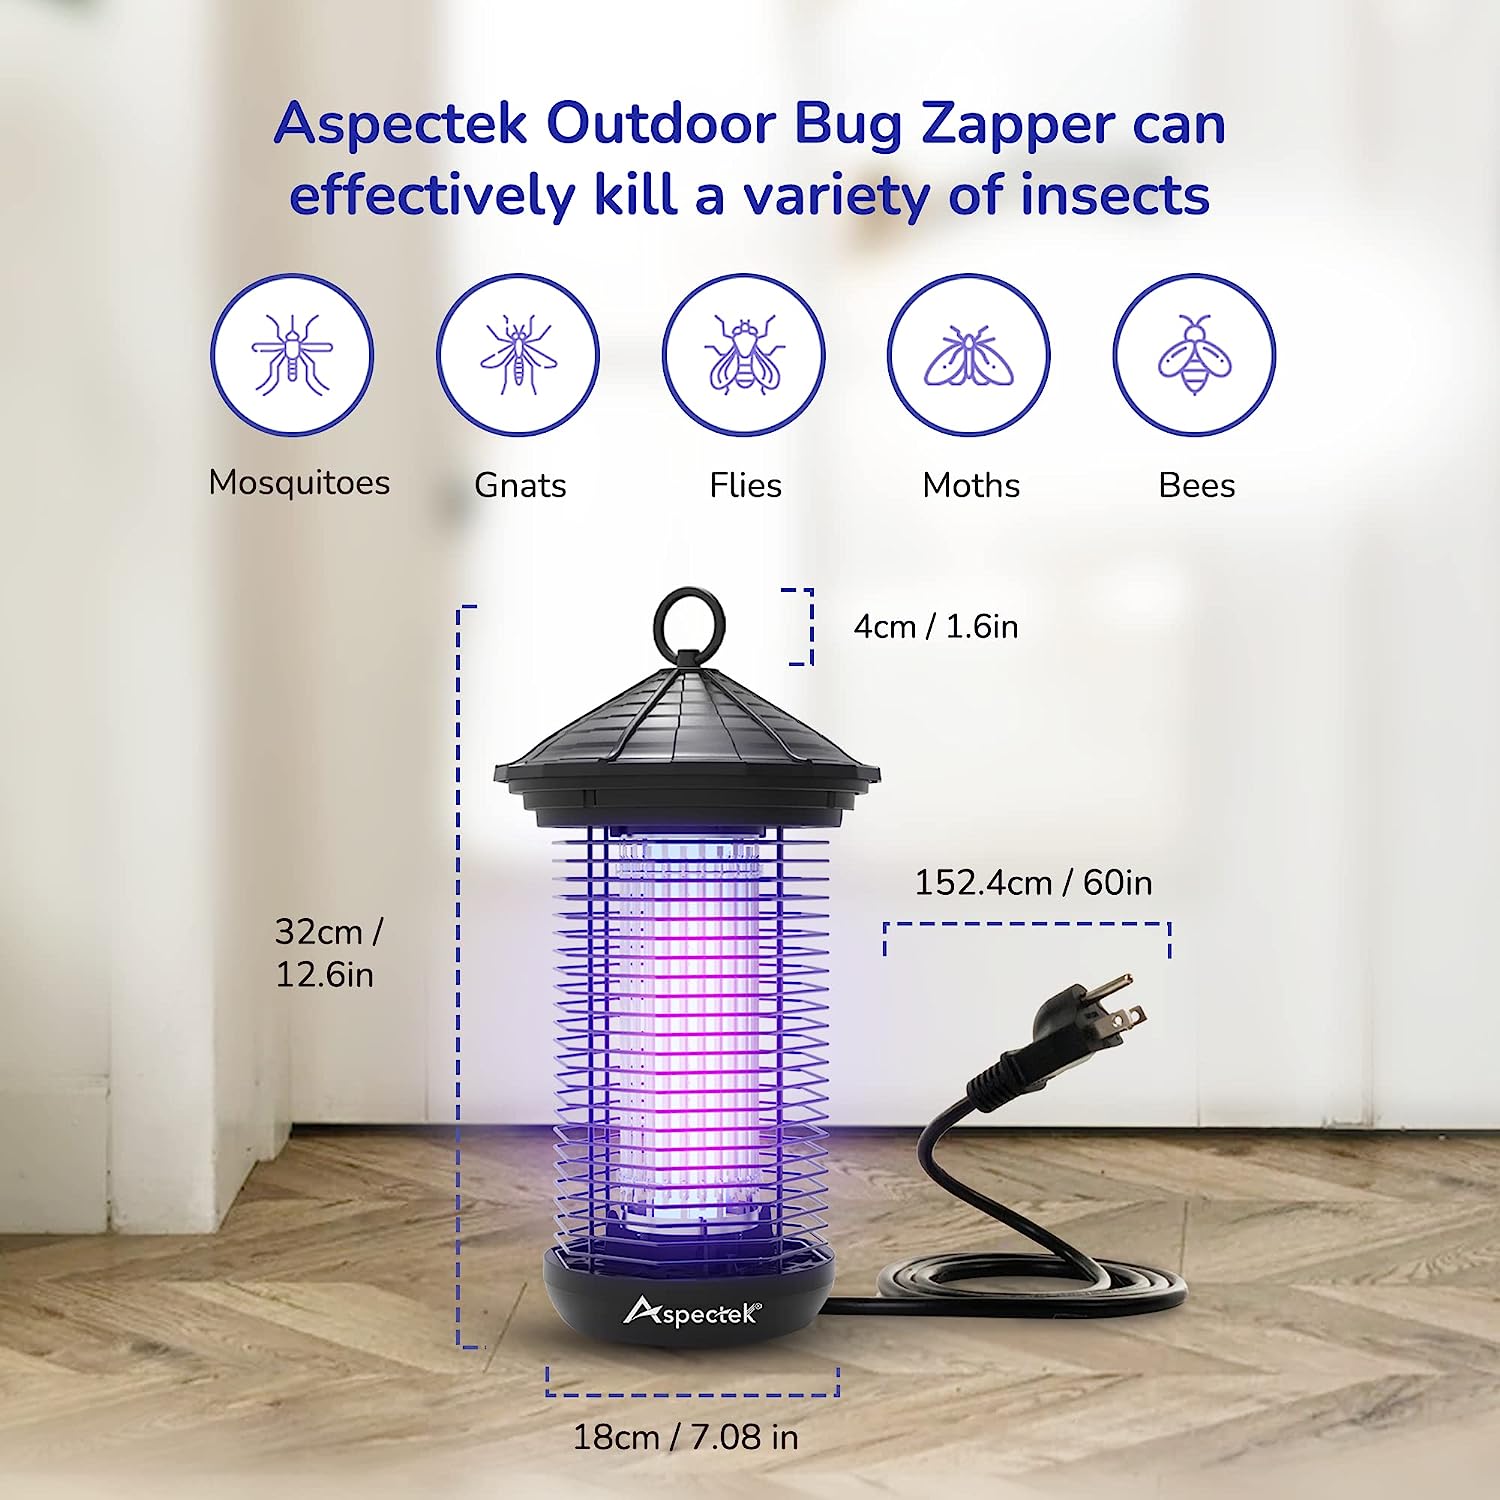 Aspectek Outdoor Bug Zapper can
effectively kill a variety of insects
Mosquitoes
Gnats
Flies
Moths
Bees
4cm / 1.6in
152.4cm / 60in
32cm /
12.6in
Aspectek®
18cm / 7.08 in